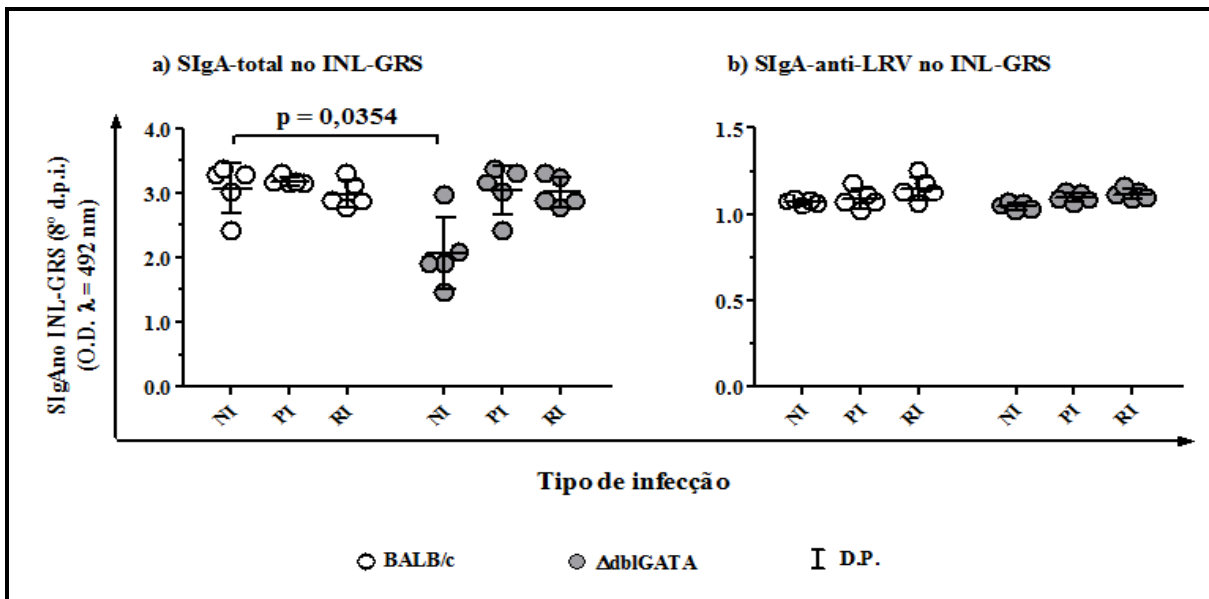 a) SIgA-total no INL-GRS
b) SIgA-anti-LRV no INL-GRS
p = 0,0354
SIgAno INL-GRS (8º d.p.i.)
(O.D. λ = 492 nm)
4.0
3.0
2.0
1.0
0.0
NI
PI
RI
NI
PI
RI
1.5
1.0
0.5
0.0
NI
PI
RI
NI
PI
RI
Tipo de infecção
BALB/c
ΔdblGATA
D.P.